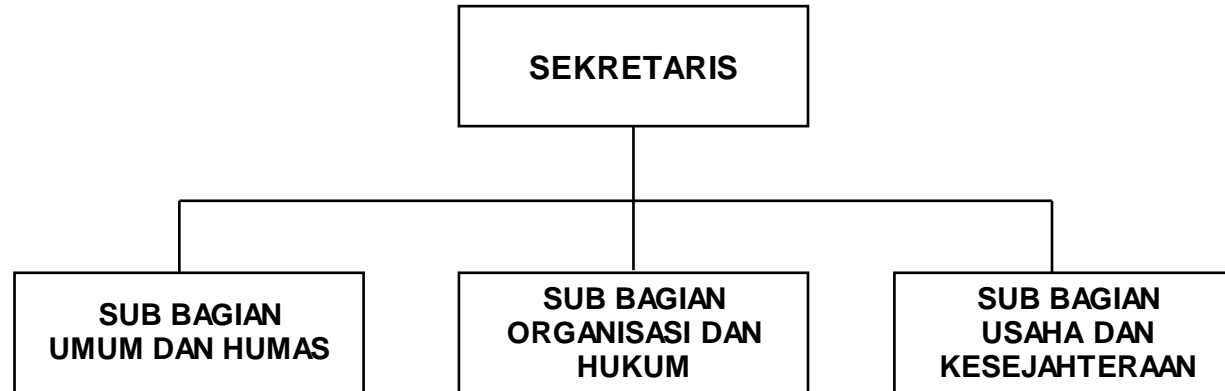 SEKRETARIS
SUB BAGIAN
UMUM DAN HUMAS
SUB BAGIAN
ORGANISASI DAN
HUKUM
SUB BAGIAN
USAHA DAN
KESEJAHTERAAN